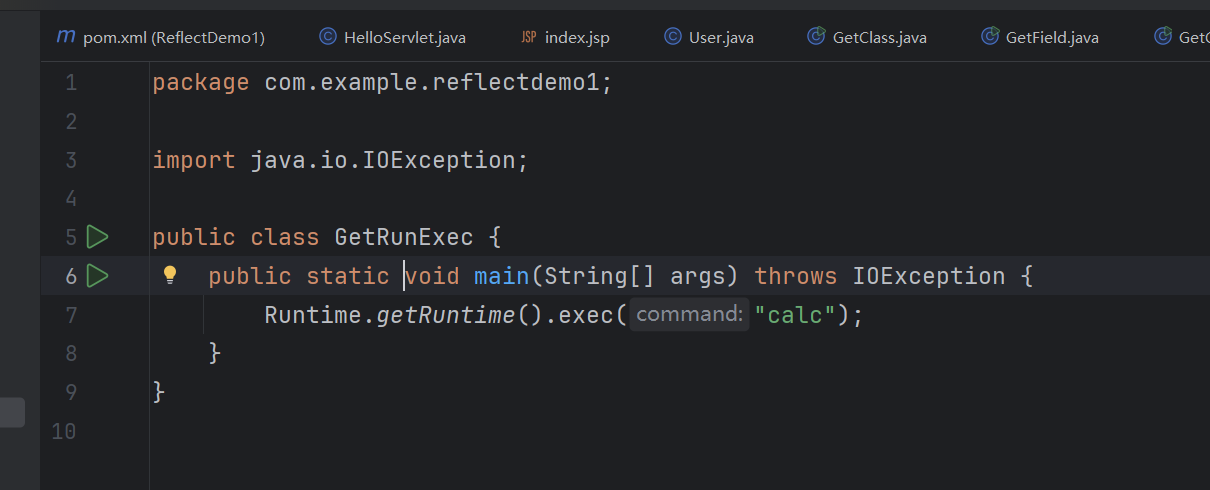 m pom.xml (ReflectDemo1) © HelloServlet.java JSP index.jsp © User.java © GetClass.java © GetField.java © Get
1 package com.example.reflectdemo1;
2
3 import java.io.IOException;
4
5 public class GetRunExec {
6 public static void main(String[] args) throws IOException {
7 Runtime.getRuntime().exec( command: "calc");
8 }
9 }
10